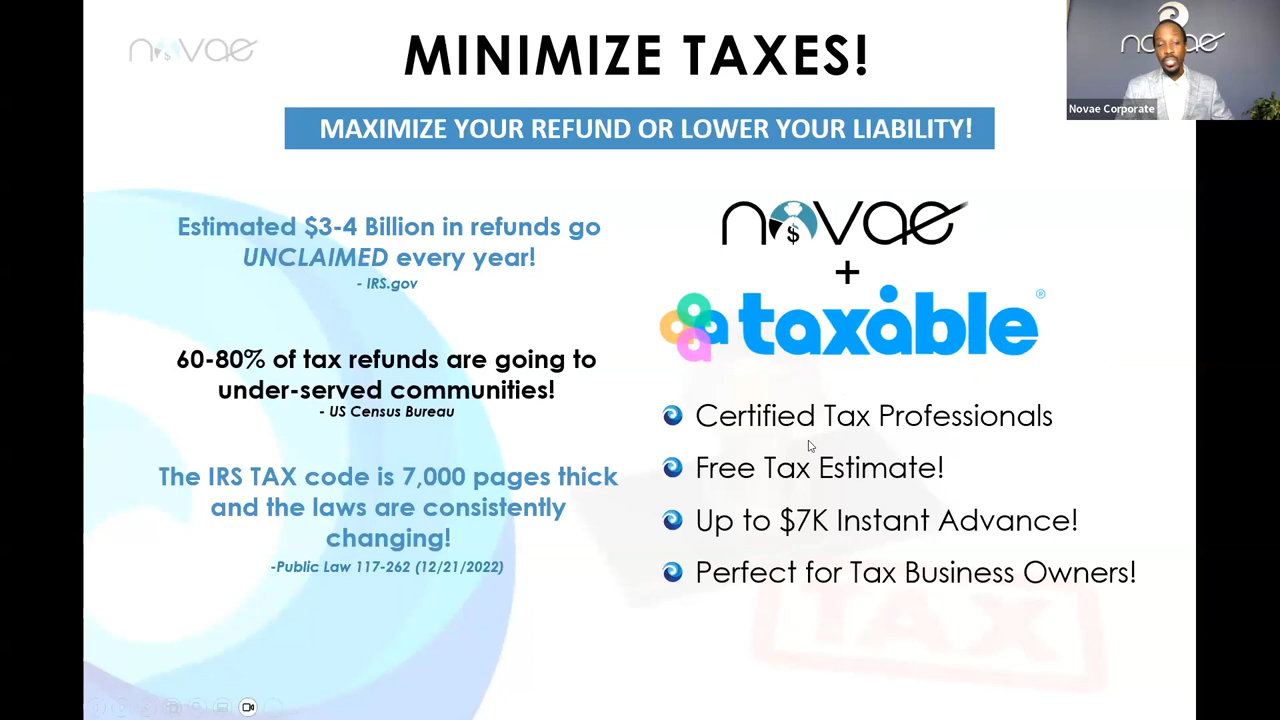 novae
MINIMIZE TAXES!
MAXIMIZE YOUR REFUND OR LOWER YOUR LIABILITY!
novae
Novae Corporate
Estimated $3-4 Billion in refunds go
UNCLAIMED every year!
- IRS.gov
60-80% of tax refunds are going to
under-served communities!
- US Census Bureau
The IRS TAX code is 7,000 pages thick
and the laws are consistently
changing!
-Public Law 117-262 (12/21/2022)
novae
$
+
taxable®
Certified Tax Professionals
Free Tax Estimate!
Up to $7K Instant Advance!
Perfect for Tax Business Owners!
TAX